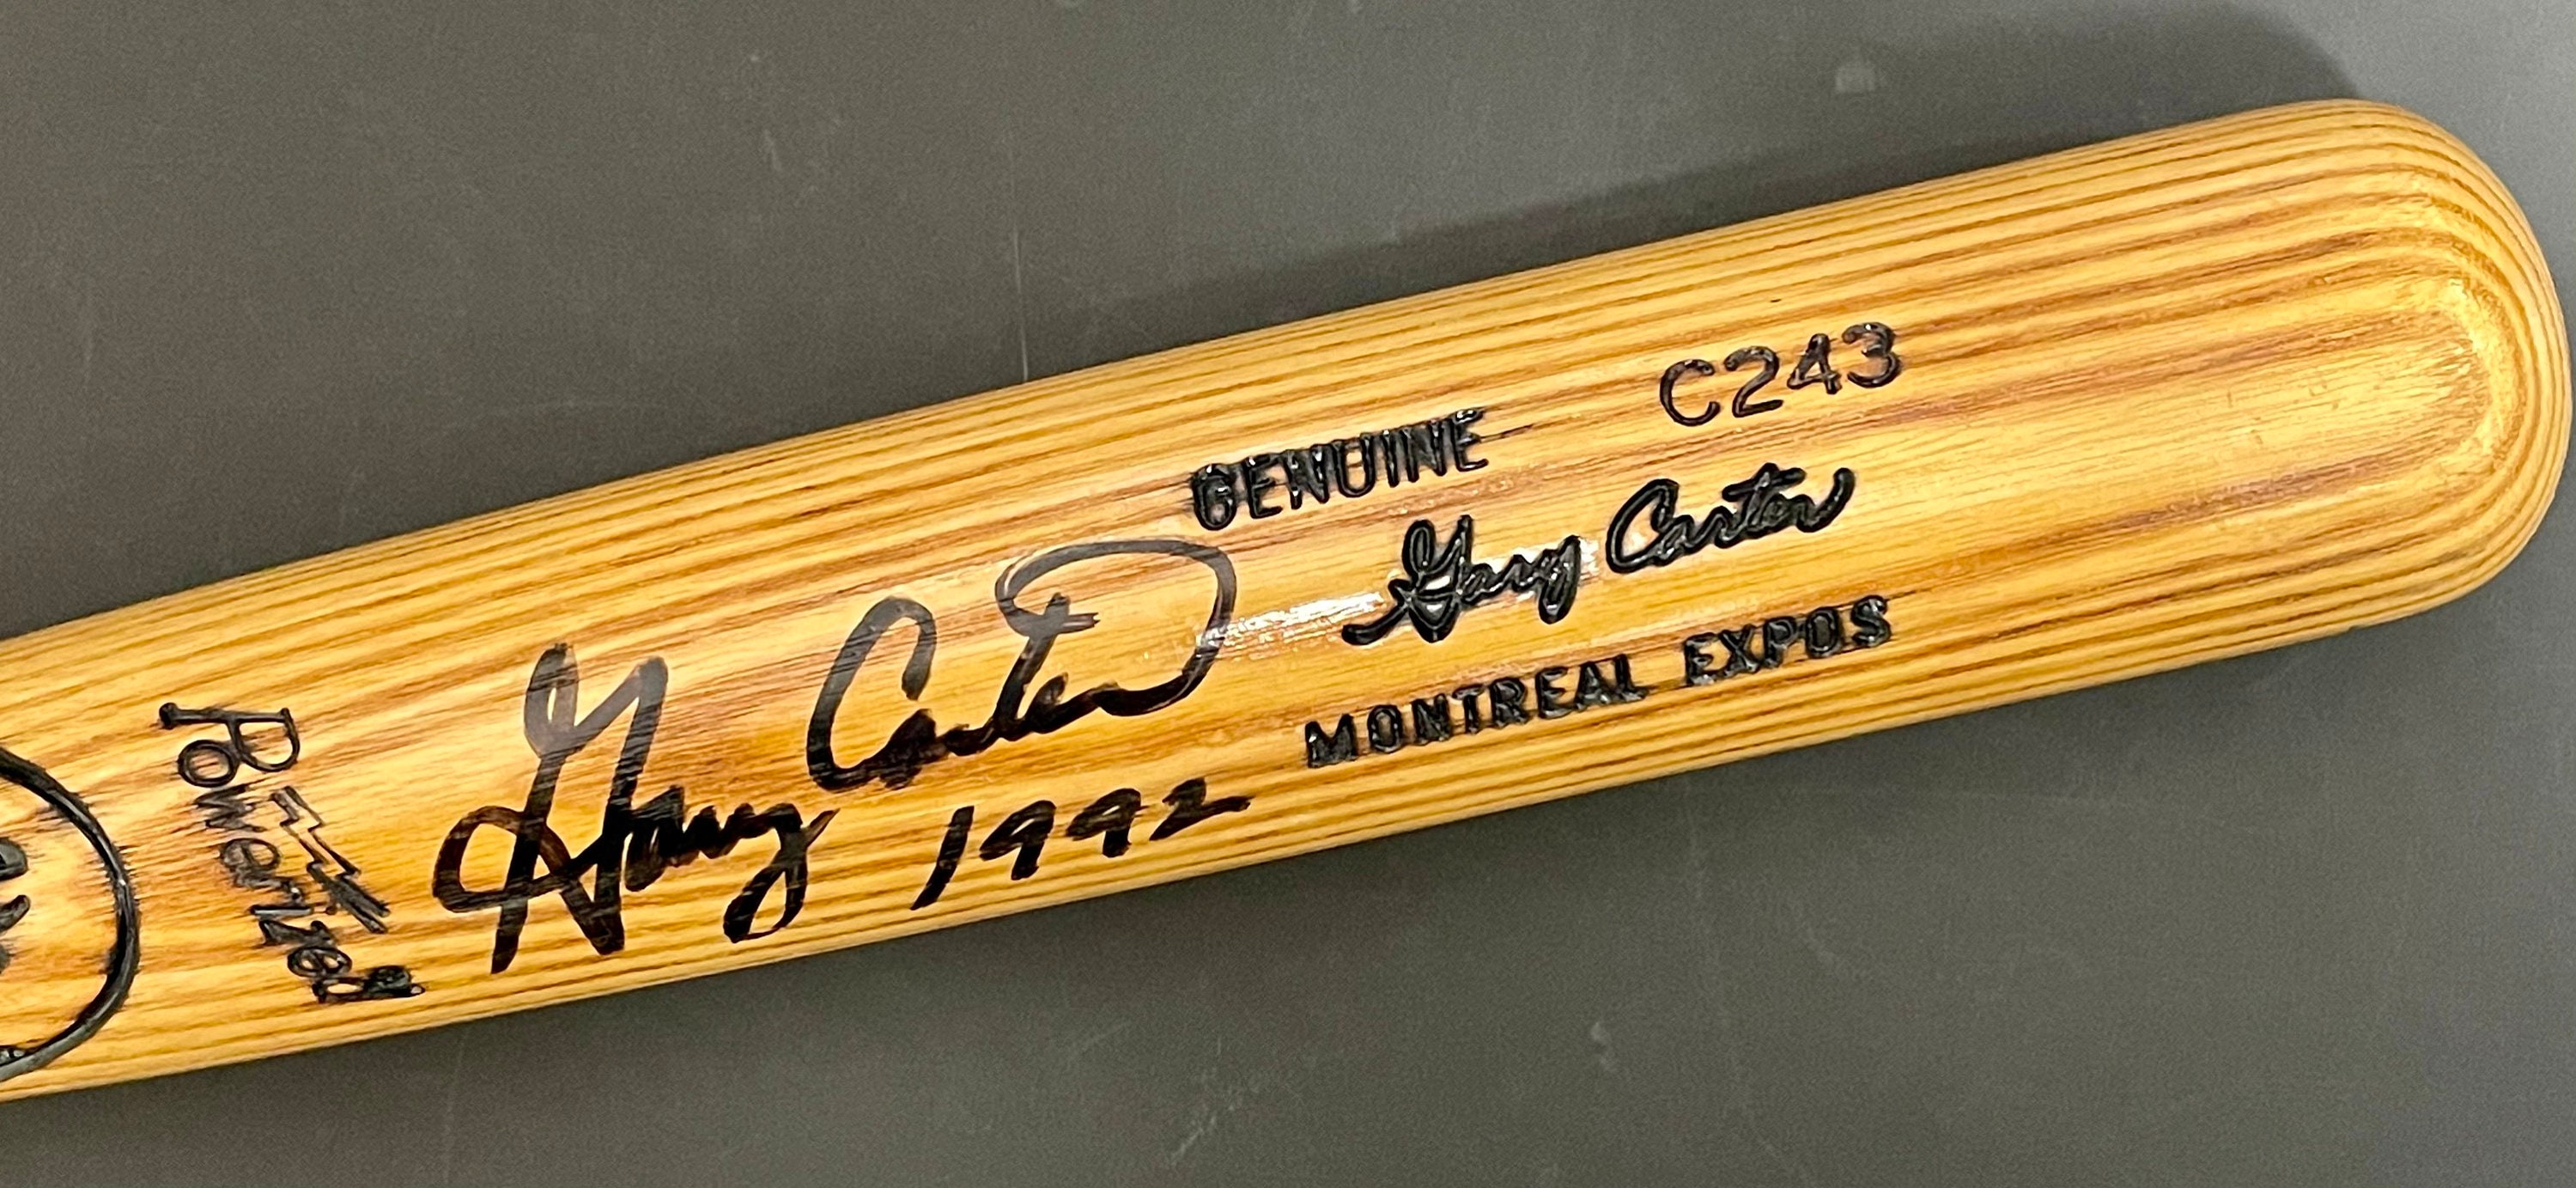 Powerized
Gary Carter
1992
GENUINE
C243
Gary Carter
MONTREAL EXPOS